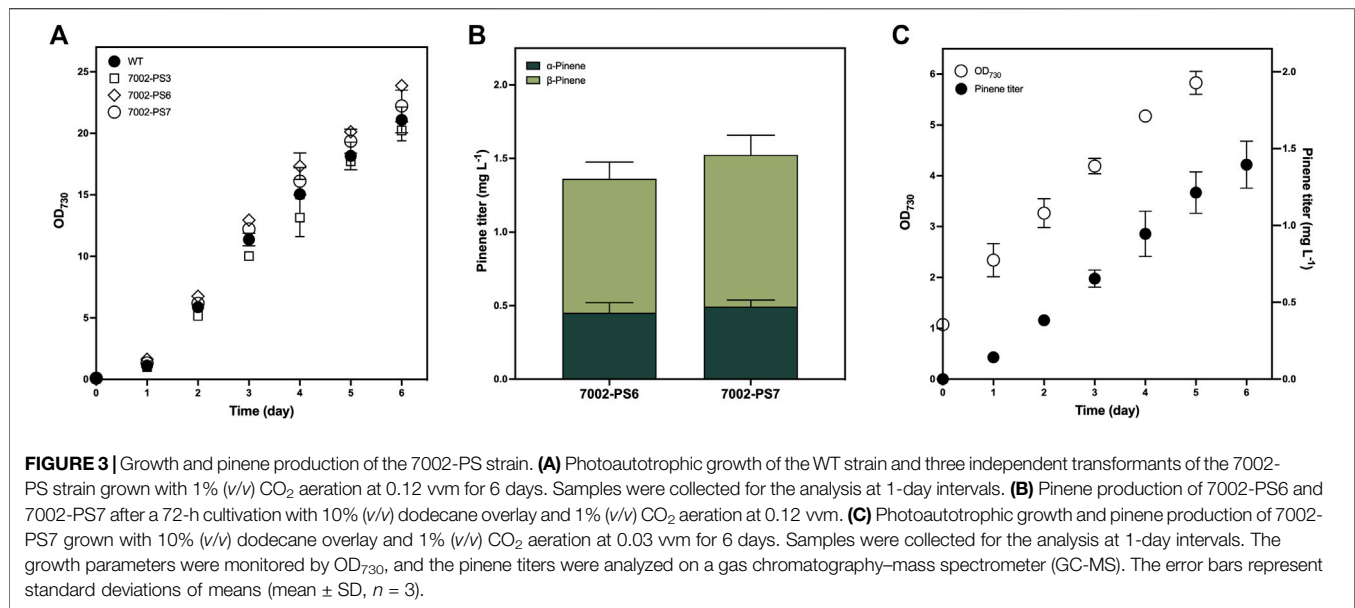 A
OD730
25
20
15
10
5
0
WT
7002-PS3
7002-PS6
7002-PS7
0 1 2 3 4 5 6
Time (day)
B
Pinene titer (mg L-1)
2.0
1.5
1.0
0.5
0.0
α-Pinene
β-Pinene
7002-PS6 7002-PS7
C
OD730
6
5
4
3
2
1
0
OD730
Pinene titer
2.0
1.5
1.0
0.5
0.0
Pinene titer (mg L-1)
0 1 2 3 4 5 6
Time (day)
FIGURE 3 | Growth and pinene production of the 7002-PS strain. (A) Photoautotrophic growth of the WT strain and three independent transformants of the 7002-
PS strain grown with 1% (v/v) CO2 aeration at 0.12 vvm for 6 days. Samples were collected for the analysis at 1-day intervals. (B) Pinene production of 7002-PS6 and
7002-PS7 after a 72-h cultivation with 10% (v/v) dodecane overlay and 1% (v/v) CO2 aeration at 0.12 vvm. (C) Photoautotrophic growth and pinene production of 7002-
PS7 grown with 10% (v/v) dodecane overlay and 1% (v/v) CO2 aeration at 0.03 vvm for 6 days. Samples were collected for the analysis at 1-day intervals. The
growth parameters were monitored by OD730, and the pinene titers were analyzed on a gas chromatography–mass spectrometer (GC-MS). The error bars represent
standard deviations of means (mean ± SD, n = 3).